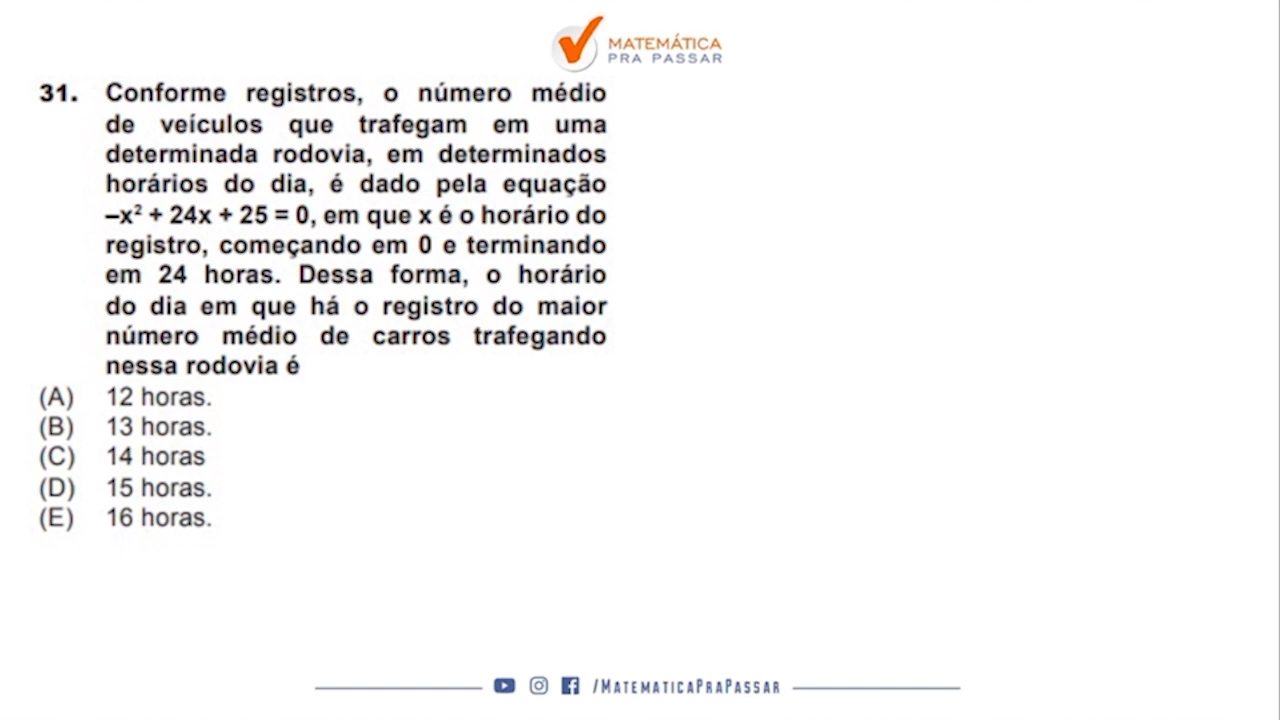 MATEMÁTICA
PRA PASSAR
31. Conforme registros, o número médio
de veículos que trafegam em uma
determinada rodovia, em determinados
horários do dia, é dado pela equação
–x² + 24x + 25 = 0, em que x é o horário do
registro, começando em 0 e terminando
em 24 horas. Dessa forma, o horário
do dia em que há o registro do maior
número médio de carros trafegando
nessa rodovia é
(A) 12 horas.
(B) 13 horas.
(C) 14 horas
(D) 15 horas.
(E) 16 horas.
/MATEMATICAPRAPASSAR